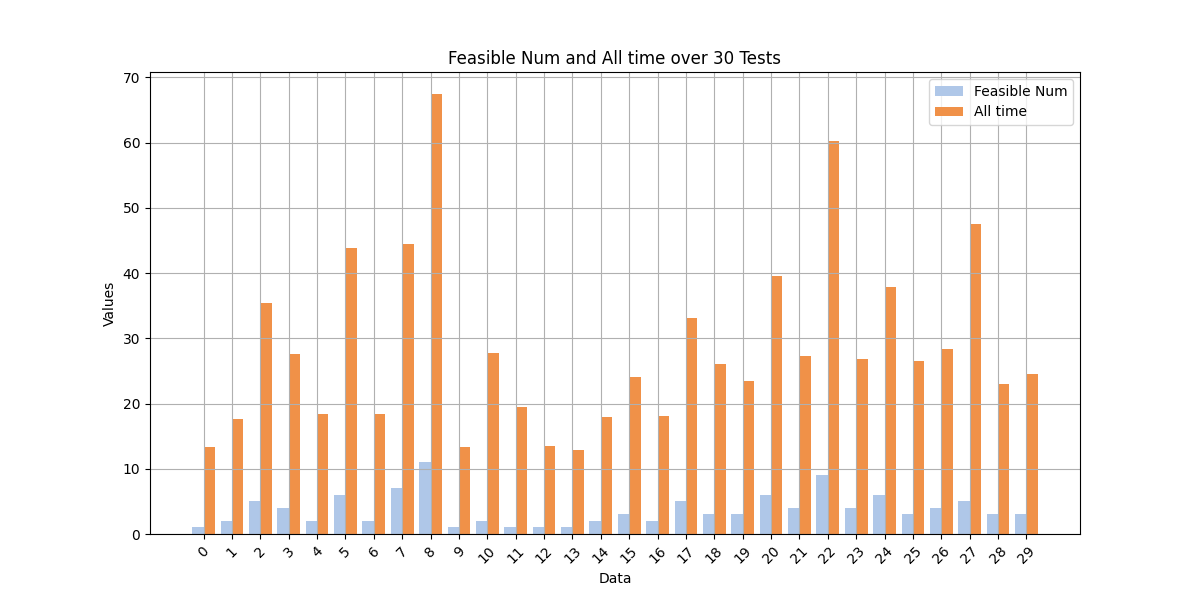 Feasible Num and All time over 30 Tests
Feasible Num
All time
Values
70
60
50
40
30
20
10
0
0 1 2 3 4 5 6 7 8 9 10 11 12 13 14 15 16 17 18 19 20 21 22 23 24 25 26 27 28 29
Data